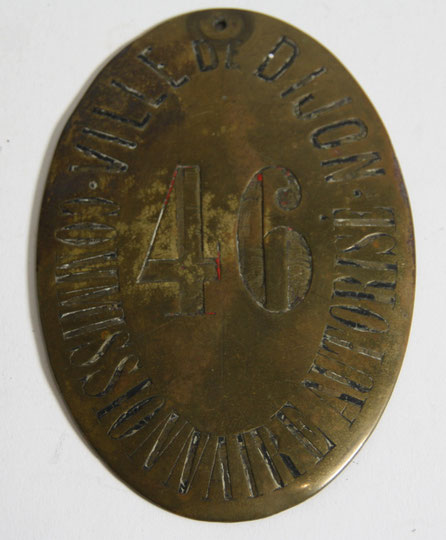 VILLE DE DIJON
46
COMMISSIONNAIRE AUTORISÉ